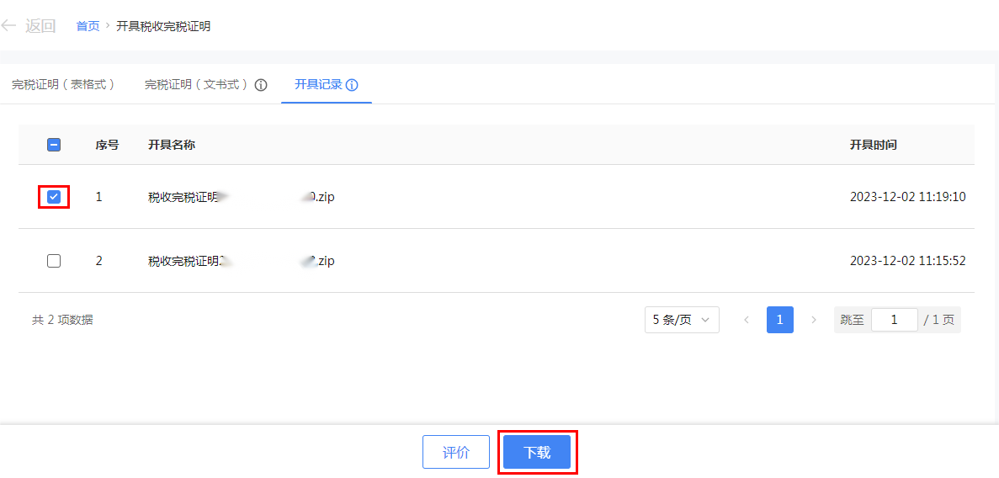 返回 首页 › 开具税收完税证明
完税证明（表格式） 完税证明（文书式） 开具记录
序号 开具名称 开具时间
1 税收完税证明 .zip 2023-12-02 11:19:10
2 税收完税证明 .zip 2023-12-02 11:15:52
共 2 项数据 5 条/页 ‹ 1 › 跳至 1 / 1 页
评价 下载